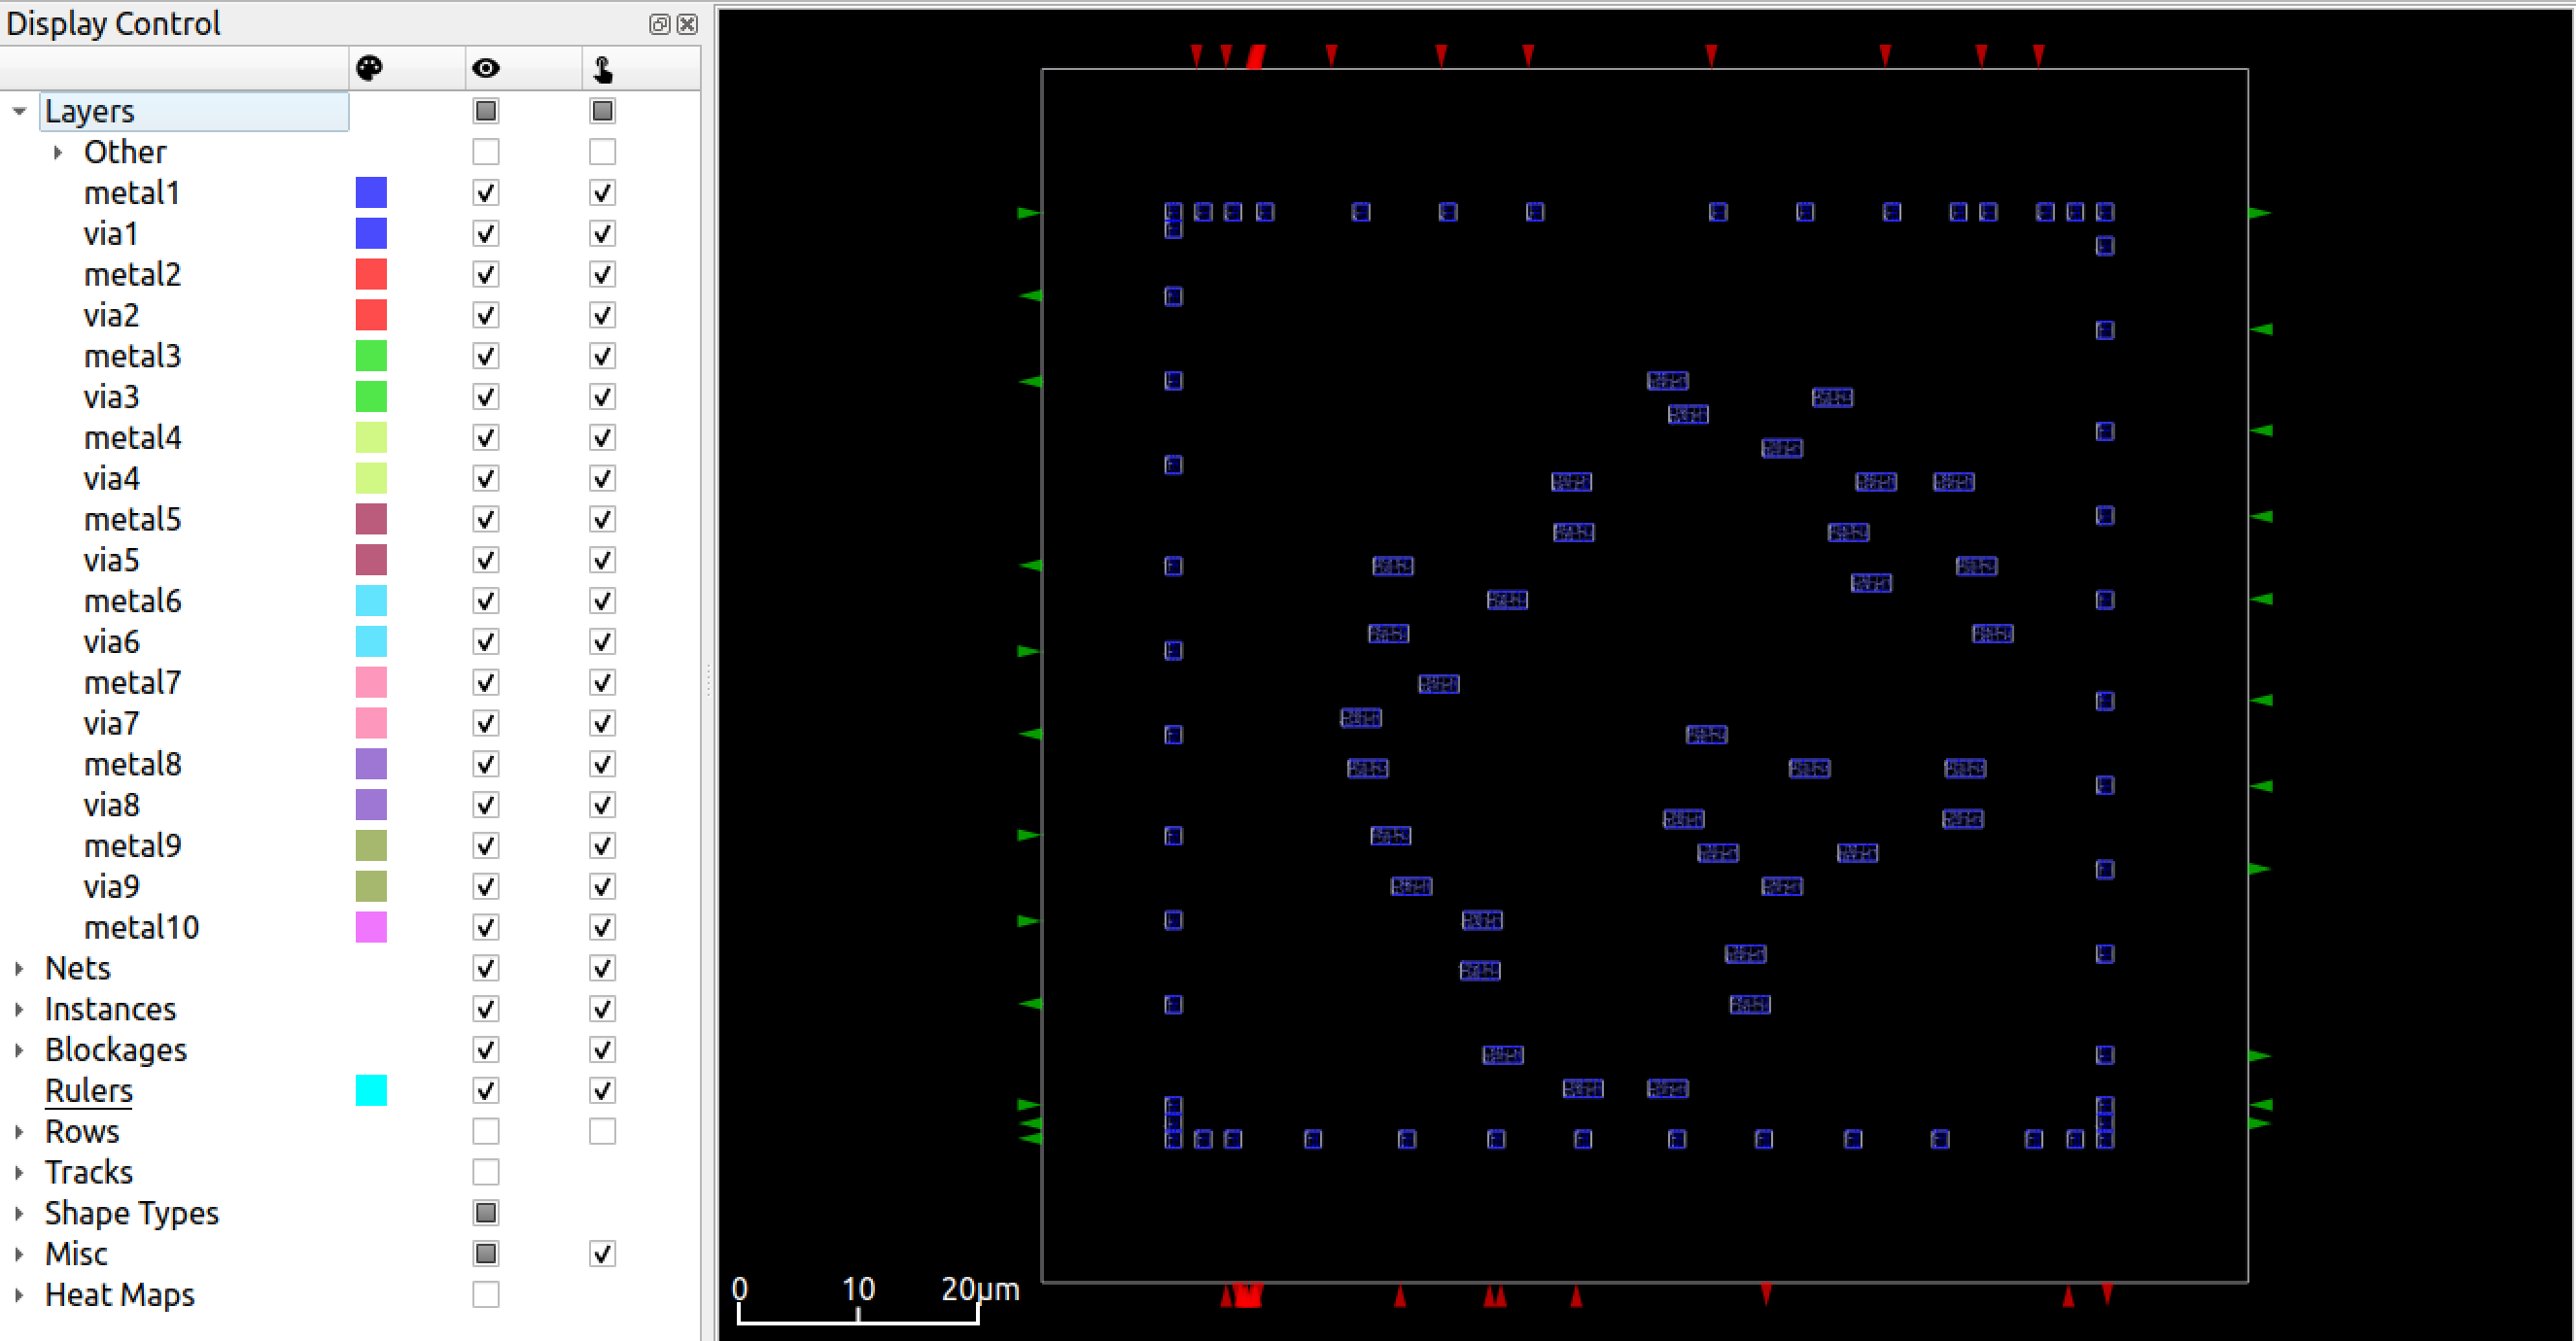 Display Control
Layers
Other
metal1
via1
metal2
via2
metal3
via3
metal4
via4
metal5
via5
metal6
via6
metal7
via7
metal8
via8
metal9
via9
metal10
Nets
Instances
Blockages
Rulers
Rows
Tracks
Shape Types
Misc
Heat Maps
0 10 20μm